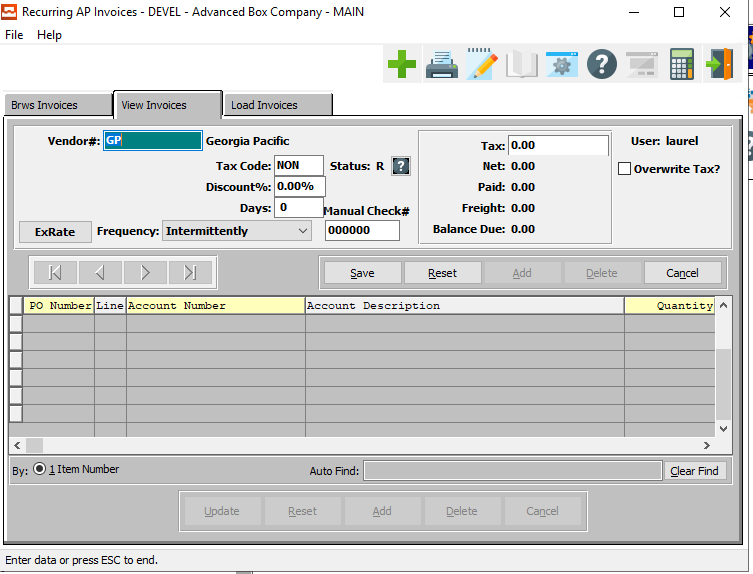 Recurring AP Invoices - DEVEL - Advanced Box Company - MAIN
File Help
Brws Invoices View Invoices Load Invoices
Vendor#: GP Georgia Pacific
Tax: 0.00
User: laurel
Tax Code: NON Status: R ?
Net: 0.00
Overwrite Tax?
Discount%: 0.00%
Paid: 0.00
Days: 0 Manual Check#
Freight: 0.00
ExRate Frequency: Intermittently 000000
Balance Due: 0.00
Save Reset Add Delete Cancel
PO Number Line Account Number Account Description Quantity
By: 1 Item Number Auto Find: Clear Find
Update Reset Add Delete Cancel
Enter data or press ESC to end.